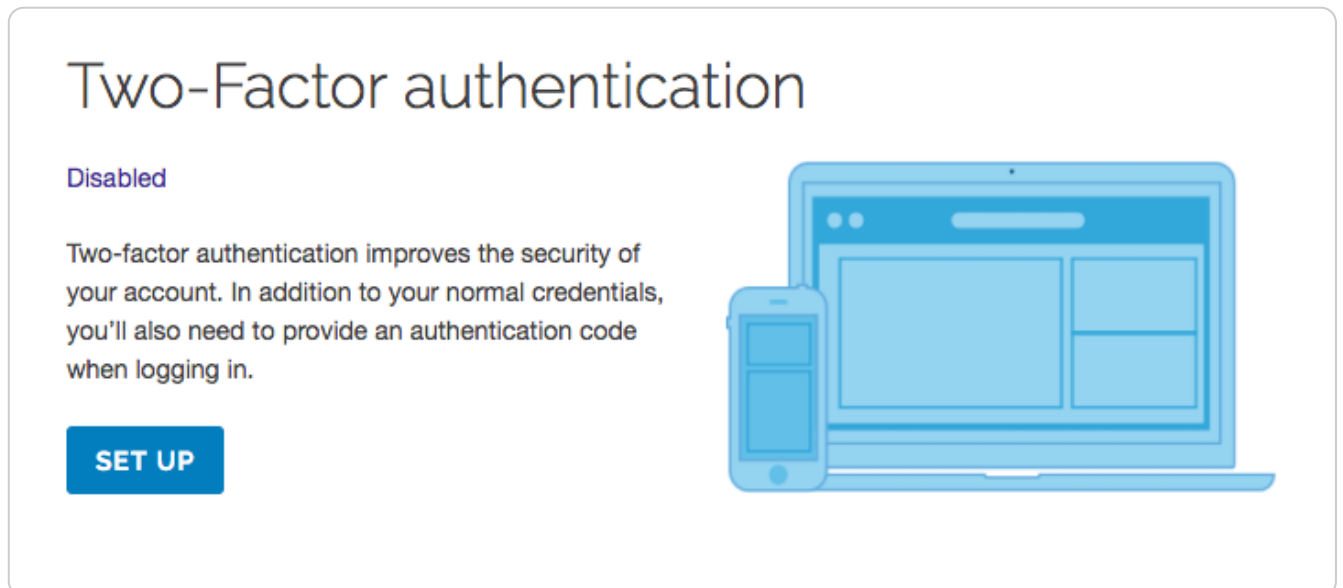 Two-Factor authentication
Disabled
Two-factor authentication improves the security of
your account. In addition to your normal credentials,
you’ll also need to provide an authentication code
when logging in.
SET UP